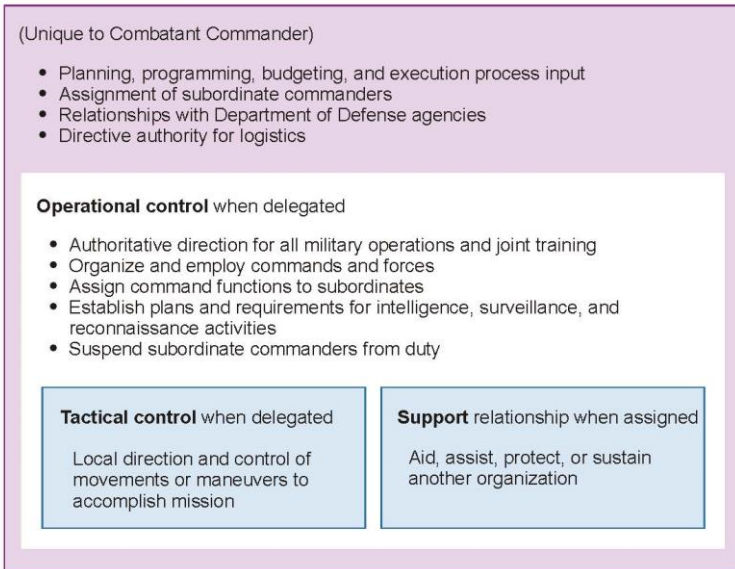 (Unique to Combatant Commander)
• Planning, programming, budgeting, and execution process input
• Assignment of subordinate commanders
• Relationships with Department of Defense agencies
• Directive authority for logistics
Operational control when delegated
• Authoritative direction for all military operations and joint training
• Organize and employ commands and forces
• Assign command functions to subordinates
• Establish plans and requirements for intelligence, surveillance, and
reconnaissance activities
• Suspend subordinate commanders from duty
Tactical control when delegated
Local direction and control of
movements or maneuvers to
accomplish mission
Support relationship when assigned
Aid, assist, protect, or sustain
another organization